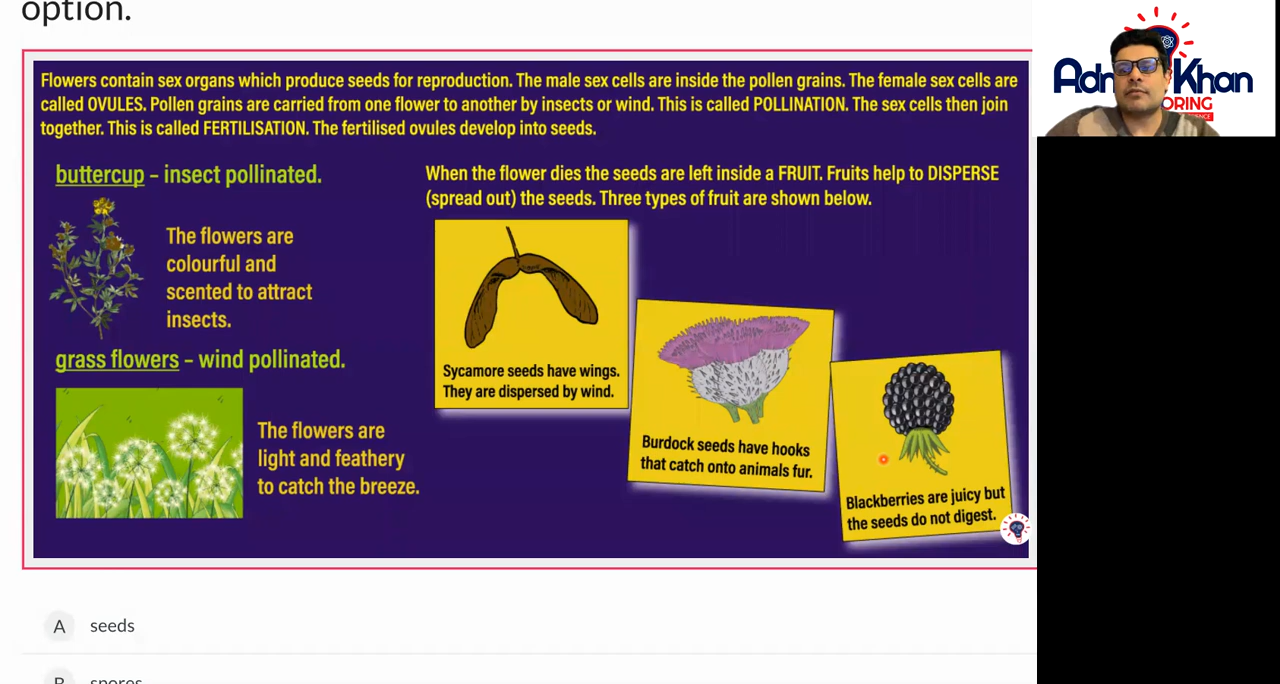 option.
Flowers contain sex organs which produce seeds for reproduction. The male sex cells are inside the pollen grains. The female sex cells are
called OVULES. Pollen grains are carried from one flower to another by insects or wind. This is called POLLINATION. The sex cells then join
together. This is called FERTILISATION. The fertilised ovules develop into seeds.
buttercup – insect pollinated.
The flowers are
colourful and
scented to attract
insects.
grass flowers – wind pollinated.
The flowers are
light and feathery
to catch the breeze.
When the flower dies the seeds are left inside a FRUIT. Fruits help to DISPERSE
(spread out) the seeds. Three types of fruit are shown below.
Sycamore seeds have wings.
They are dispersed by wind.
Burdock seeds have hooks
that catch onto animals fur.
Blackberries are juicy but
the seeds do not digest.
A seeds
B spores
Khan